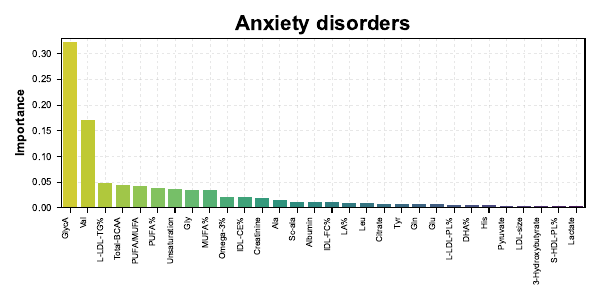 Anxiety disorders
Importance
0.30
0.25
0.20
0.15
0.10
0.05
0.00
GlycA
Val
L-LDL-TG%
Total-BCAA
PUFA/MUFA
PUFA%
Unsaturation
Gly
MUFA%
Omega-3%
IDL-CE%
Creatinine
Ala
Sc-ala
Albumin
IDL-FC%
LA%
Leu
Citrate
Tyr
Gln
Glu
L-LDL-PL%
DHA%
His
Pyruvate
LDL-size
3-Hydroxybutyrate
S-HDL-PL%
Lactate